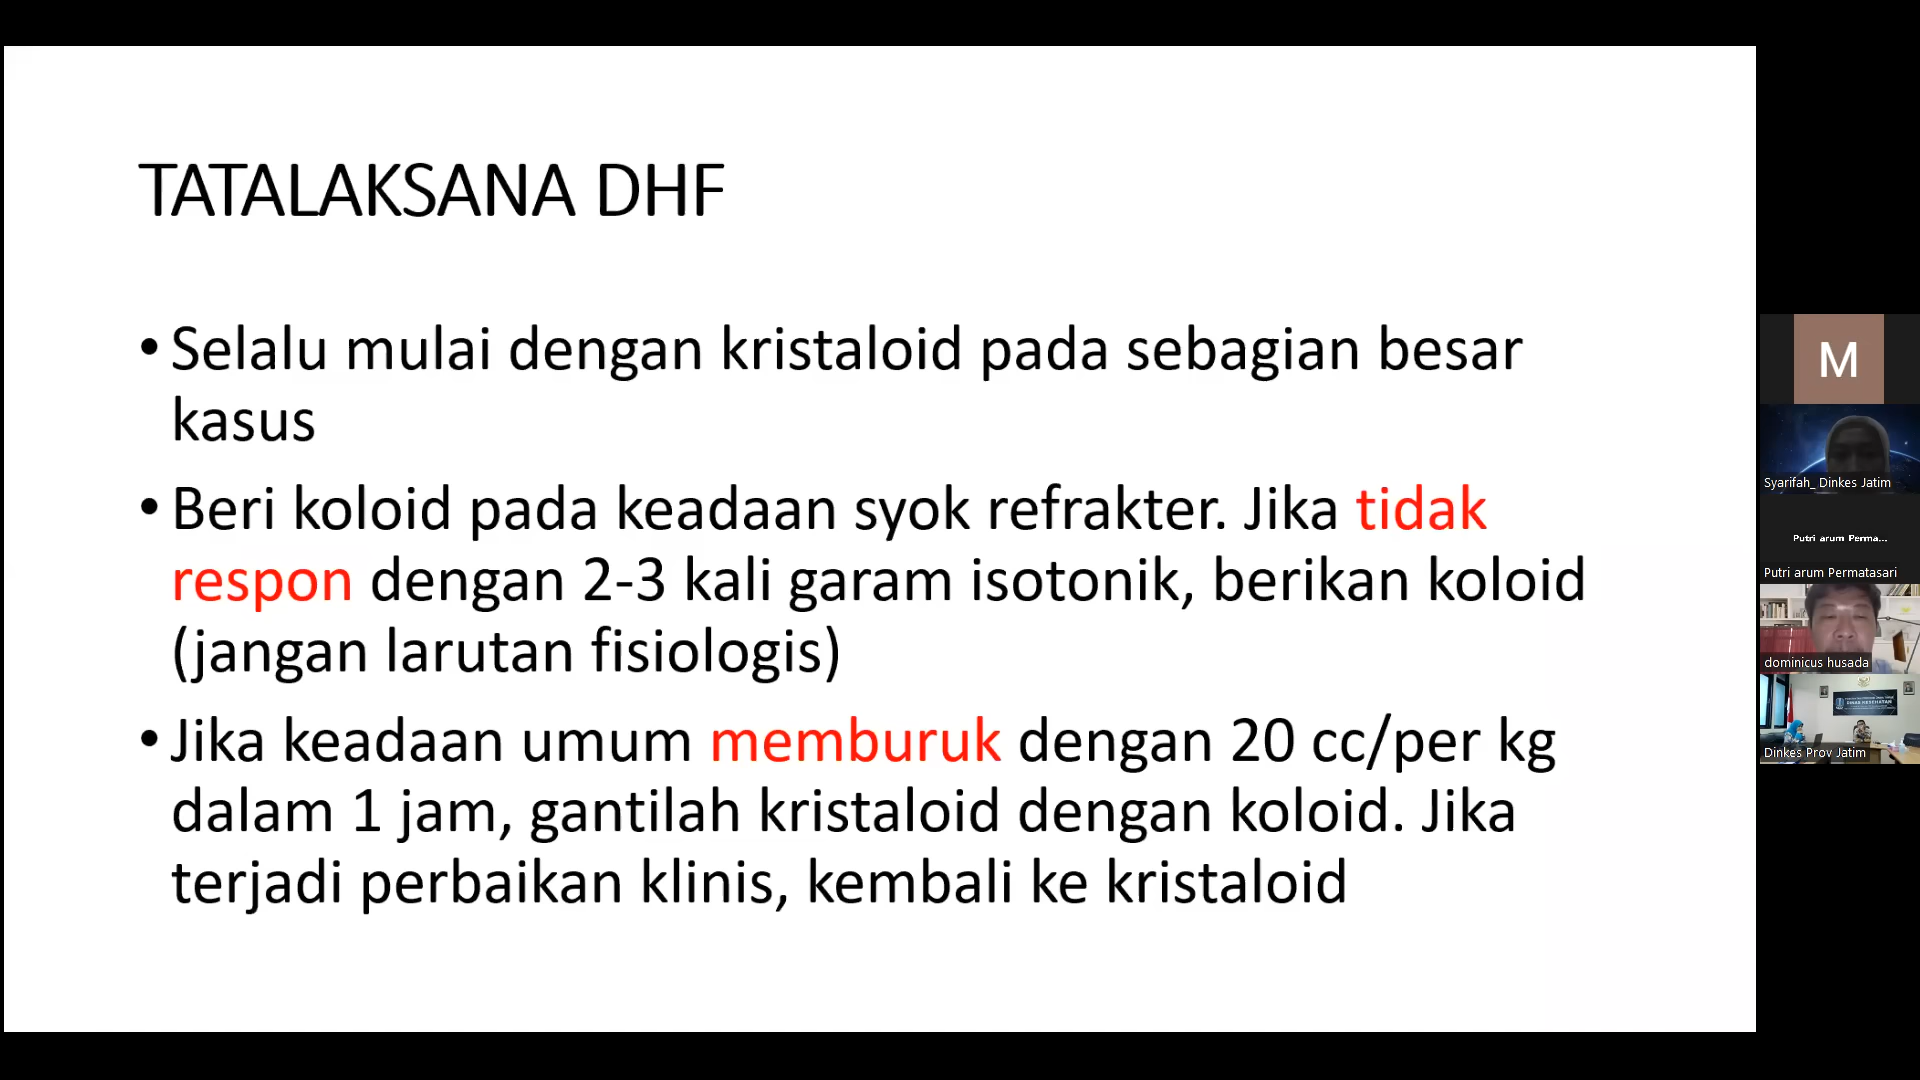 TATALAKSANA DHF
• Selalu mulai dengan kristaloid pada sebagian besar
kasus
• Beri koloid pada keadaan syok refrakter. Jika tidak
respon dengan 2-3 kali garam isotonik, berikan koloid
(jangan larutan fisiologis)
• Jika keadaan umum memburuk dengan 20 cc/per kg
dalam 1 jam, gantilah kristaloid dengan koloid. Jika
terjadi perbaikan klinis, kembali ke kristaloid
M
Syarifah_ Dinkes Jatim
Putri arum Perma...
Putri arum Permatasari
dominicus husada
DINAS KESEHATAN
Dinkes Prov Jatim